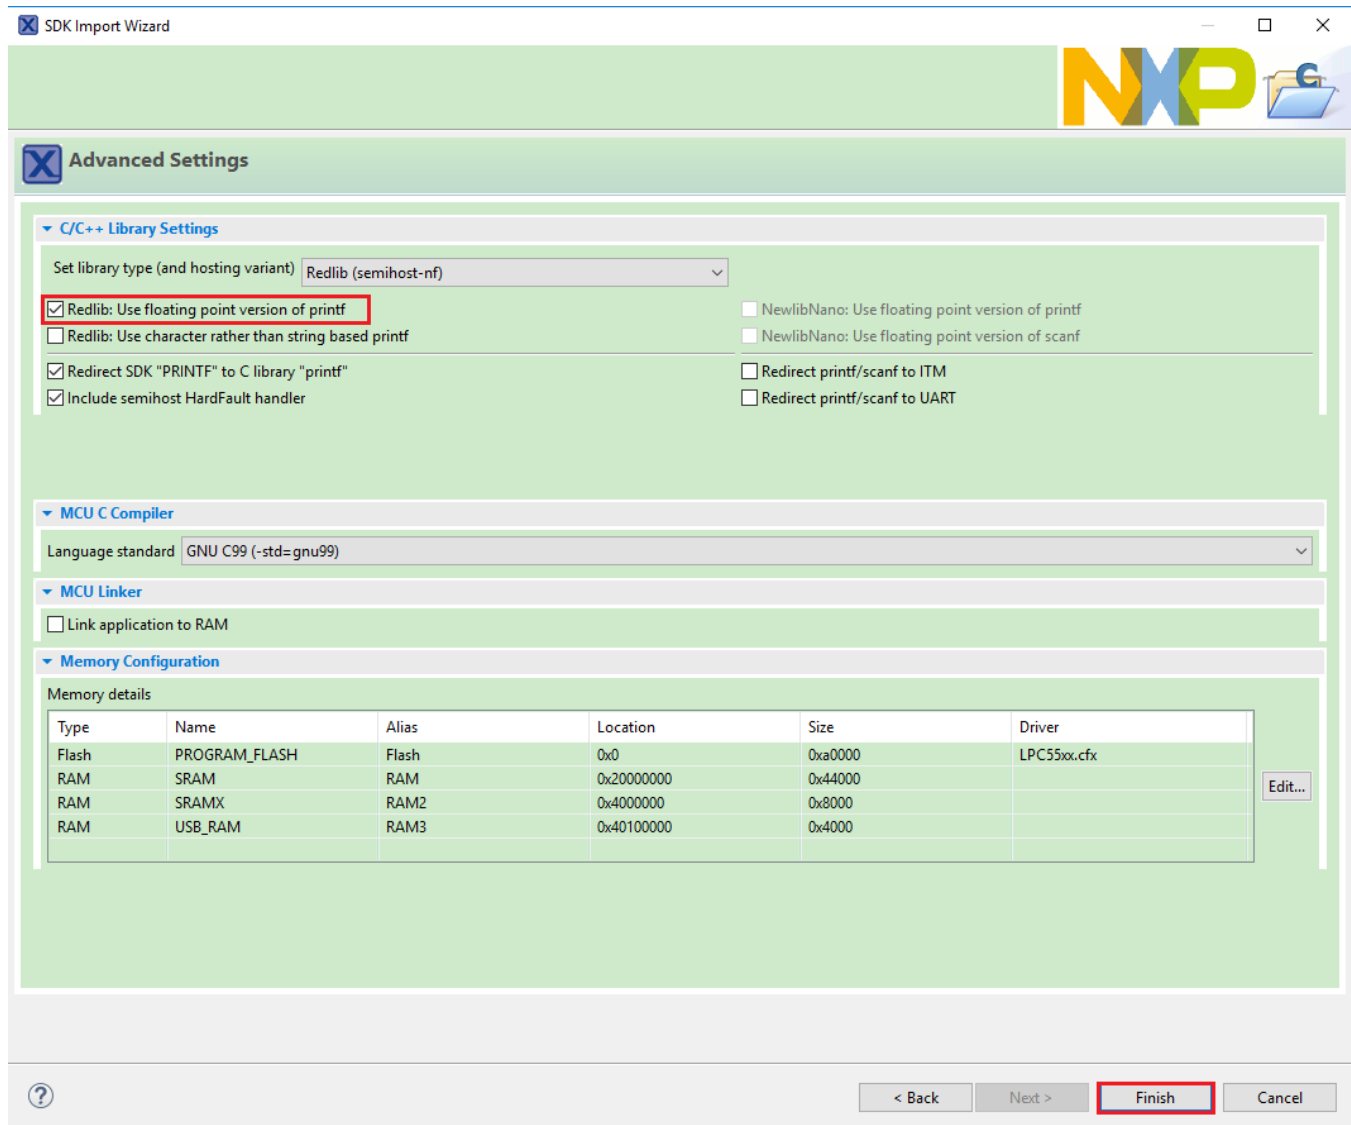 SDK Import Wizard
NXP
Advanced Settings
C/C++ Library Settings
Set library type (and hosting variant) Redlib (semihost-nf)
Redlib: Use floating point version of printf NewlibNano: Use floating point version of printf
Redlib: Use character rather than string based printf NewlibNano: Use floating point version of scanf
Redirect SDK "PRINTF" to C library "printf" Redirect printf/scanf to ITM
Include semihost HardFault handler Redirect printf/scanf to UART
MCU C Compiler
Language standard GNU C99 (-std=gnu99)
MCU Linker
Link application to RAM
Memory Configuration
Memory details
Type Name Alias Location Size Driver
Flash PROGRAM_FLASH Flash 0x0 0xa0000 LPC55xx.cfx
RAM SRAM RAM 0x20000000 0x44000
RAM SRAMX RAM2 0x4000000 0x8000
RAM USB_RAM RAM3 0x40100000 0x4000
Edit...
? < Back Next > Finish Cancel